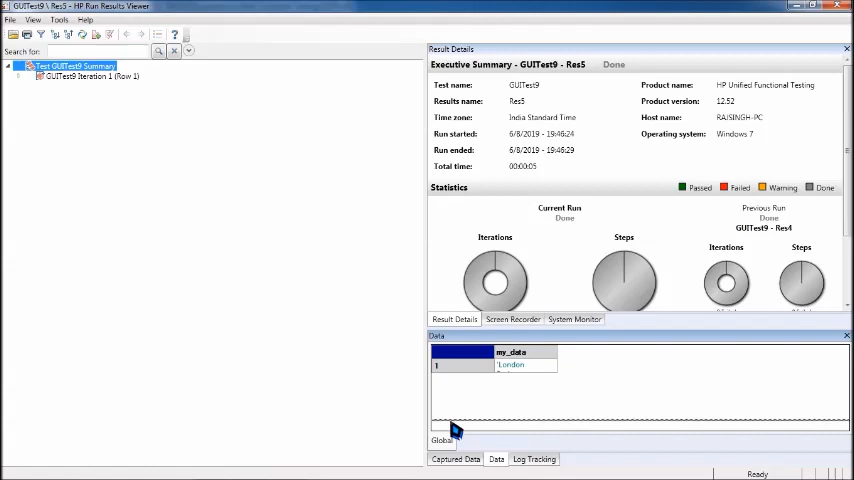 GUITest9 \ Res5 - HP Run Results Viewer
File View Tools Help
Search for:
Test GUITest9 Summary
GUITest9 Iteration 1 (Row 1)
Result Details
Executive Summary - GUITest9 - Res5 Done
Test name: GUITest9 Product name: HP Unified Functional Testing
Results name: Res5 Product version: 12.52
Time zone: India Standard Time Host name: RAJSINGH-PC
Run started: 6/8/2019 - 19:46:24 Operating system: Windows 7
Run ended: 6/8/2019 - 19:46:29
Total time: 00:00:05
Statistics Passed Failed Warning Done
Current Run
Done
Previous Run
Done
GUITest9 - Res4
Iterations Steps Iterations Steps
Result Details Screen Recorder System Monitor
Data
my_data
1 'London
Global
Captured Data Data Log Tracking
Ready